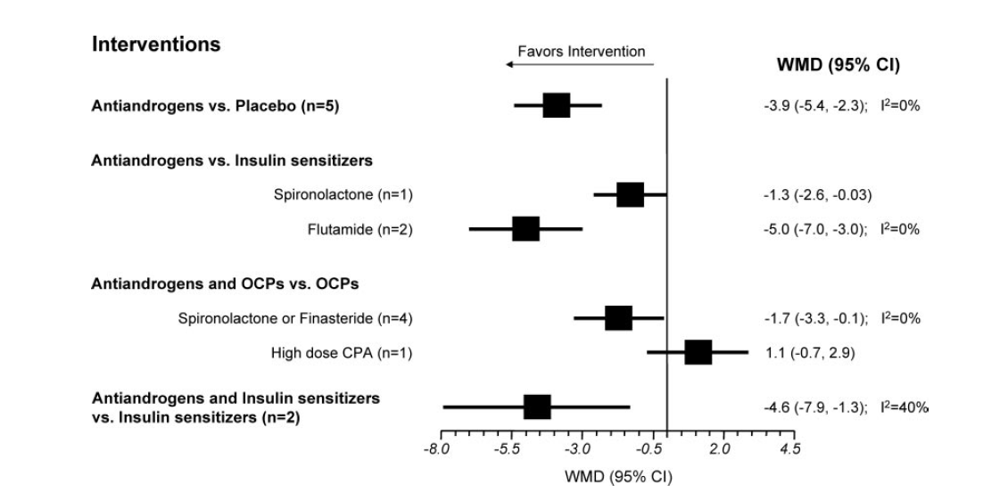 Interventions
Favors Intervention
WMD (95% CI)
Antiandrogens vs. Placebo (n=5) -3.9 (-5.4, -2.3); I²=0%
Antiandrogens vs. Insulin sensitizers
Spironolactone (n=1) -1.3 (-2.6, -0.03)
Flutamide (n=2) -5.0 (-7.0, -3.0); I²=0%
Antiandrogens and OCPs vs. OCPs
Spironolactone or Finasteride (n=4) -1.7 (-3.3, -0.1); I²=0%
High dose CPA (n=1) 1.1 (-0.7, 2.9)
Antiandrogens and Insulin sensitizers
vs. Insulin sensitizers (n=2) -4.6 (-7.9, -1.3); I²=40%
-8.0 -5.5 -3.0 -0.5 2.0 4.5
WMD (95% CI)